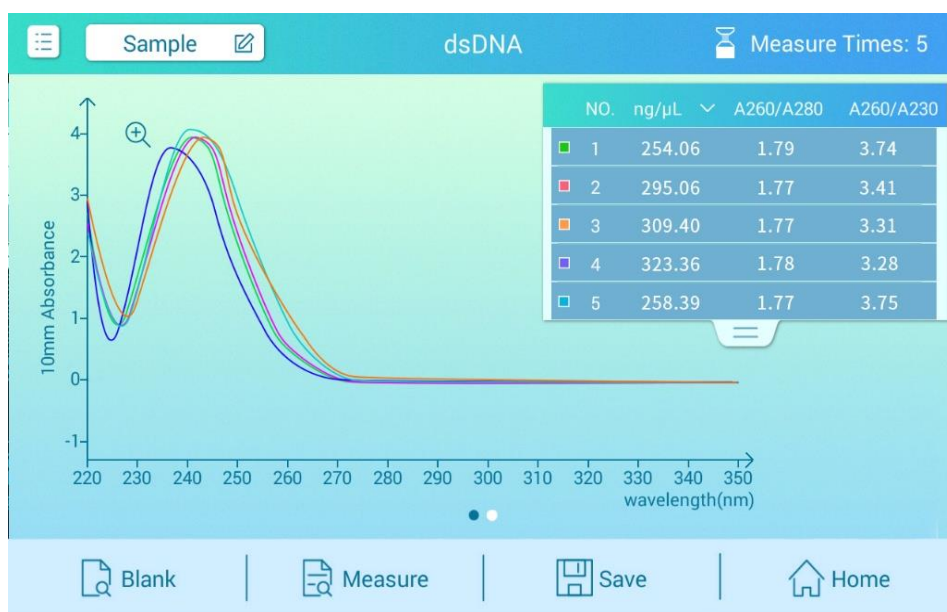 Sample dsDNA Measure Times: 5
NO. ng/μL A260/A280 A260/A230
1 254.06 1.79 3.74
2 295.06 1.77 3.41
3 309.40 1.77 3.31
4 323.36 1.78 3.28
5 258.39 1.77 3.75
10mm Absorbance
4
3
2
1
0
-1
220 230 240 250 260 270 280 290 300 310 320 330 340 350
wavelength(nm)
Blank Measure Save Home